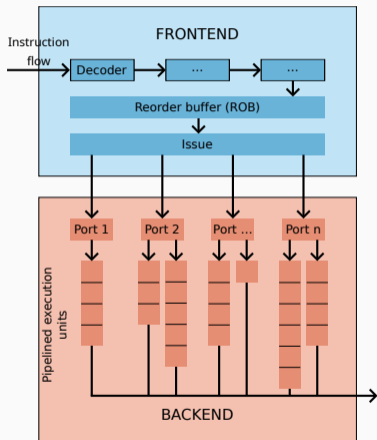 FRONTEND
Instruction
flow
Decoder
...
...
Reorder buffer (ROB)
Issue
Port 1
Port 2
Port ...
Port n
Pipelined execution
units
BACKEND